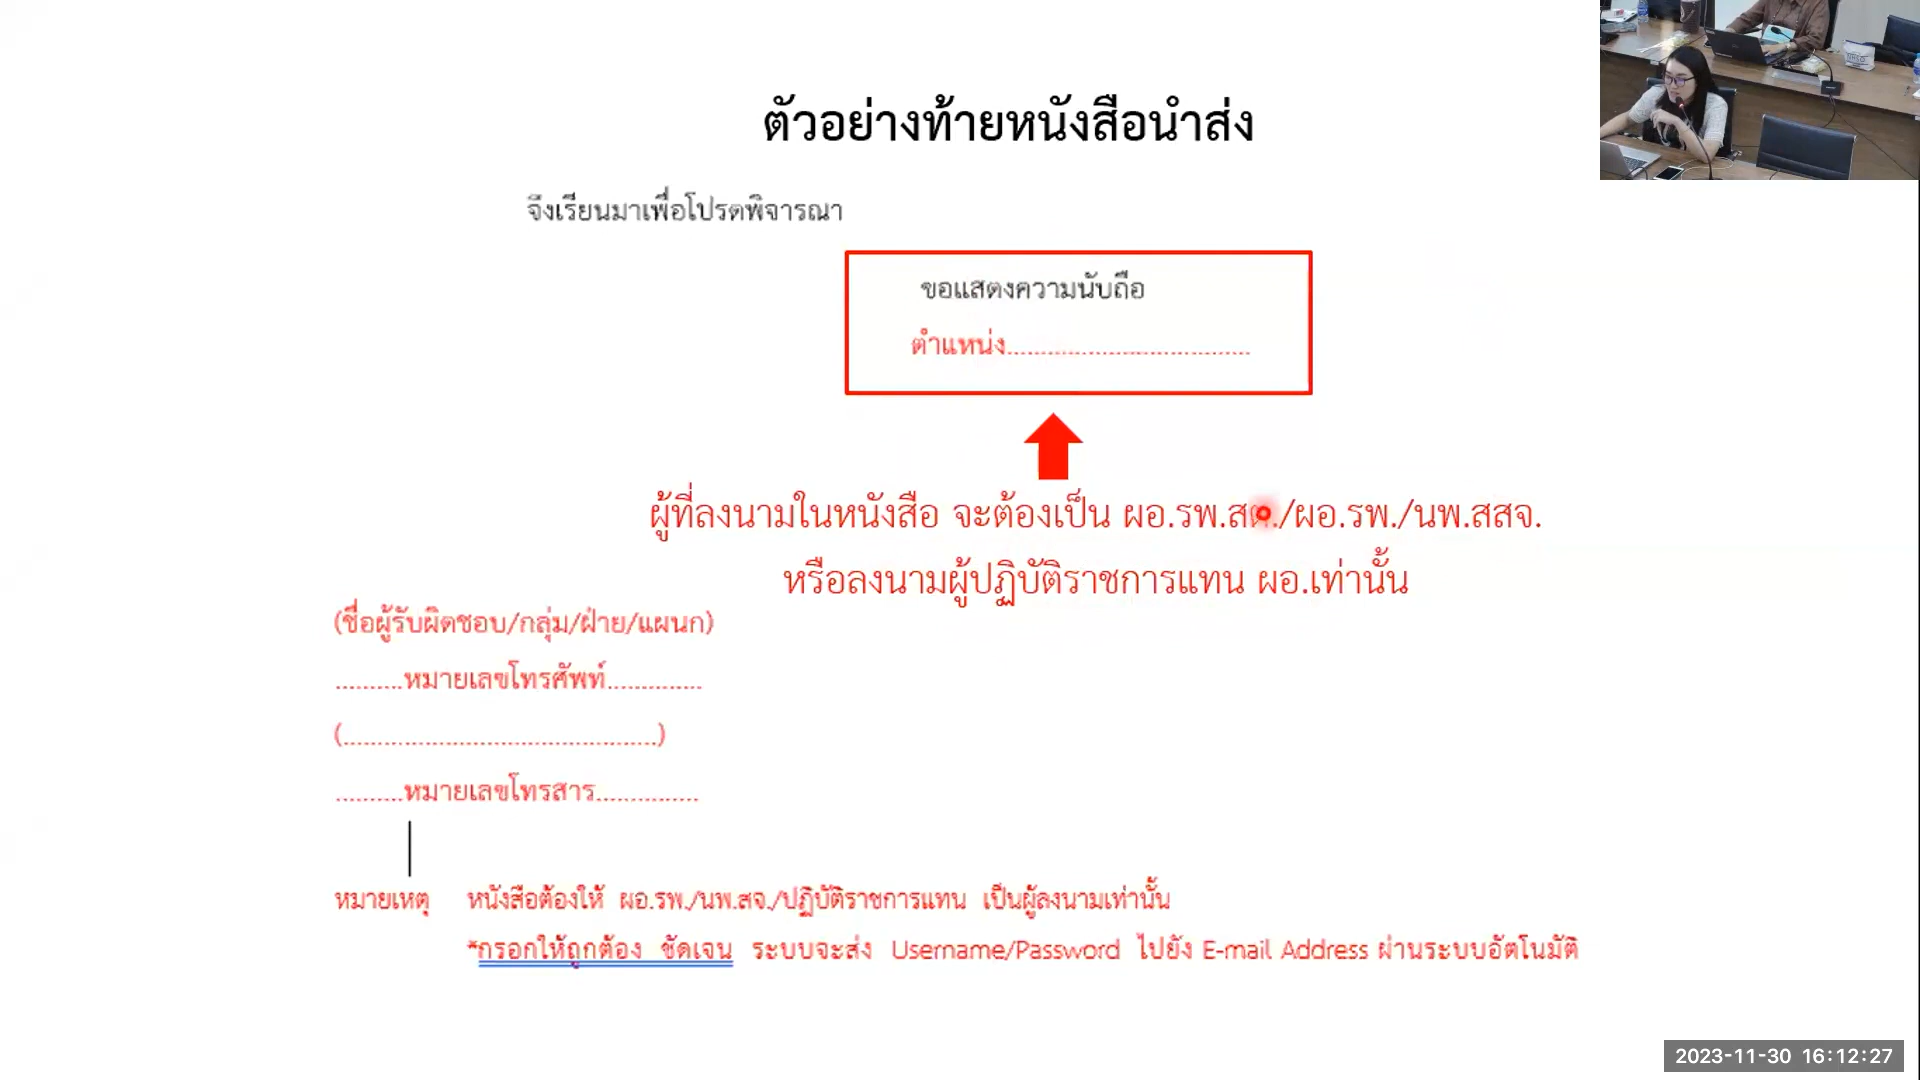 ตัวอย่างท้ายหนังสือนำส่ง
จึงเรียนมาเพื่อโปรดพิจารณา
ขอแสดงความนับถือ
ตำแหน่ง....................................
ผู้ที่ลงนามในหนังสือ จะต้องเป็น ผอ.รพ.สต./ผอ.รพ./นพ.สสจ.
หรือลงนามผู้ปฏิบัติราชการแทน ผอ.เท่านั้น
(ชื่อผู้รับผิดชอบ/กลุ่ม/ฝ่าย/แผนก)
..........หมายเลขโทรศัพท์..............
(...............................................)
..........หมายเลขโทรสาร...............
หมายเหตุ หนังสือต้องให้ ผอ.รพ./นพ.สจ./ปฏิบัติราชการแทน เป็นผู้ลงนามเท่านั้น
*กรอกให้ถูกต้อง ชัดเจน ระบบจะส่ง Username/Password ไปยัง E-mail Address ผ่านระบบอัตโนมัติ
2023-11-30 16:12:27